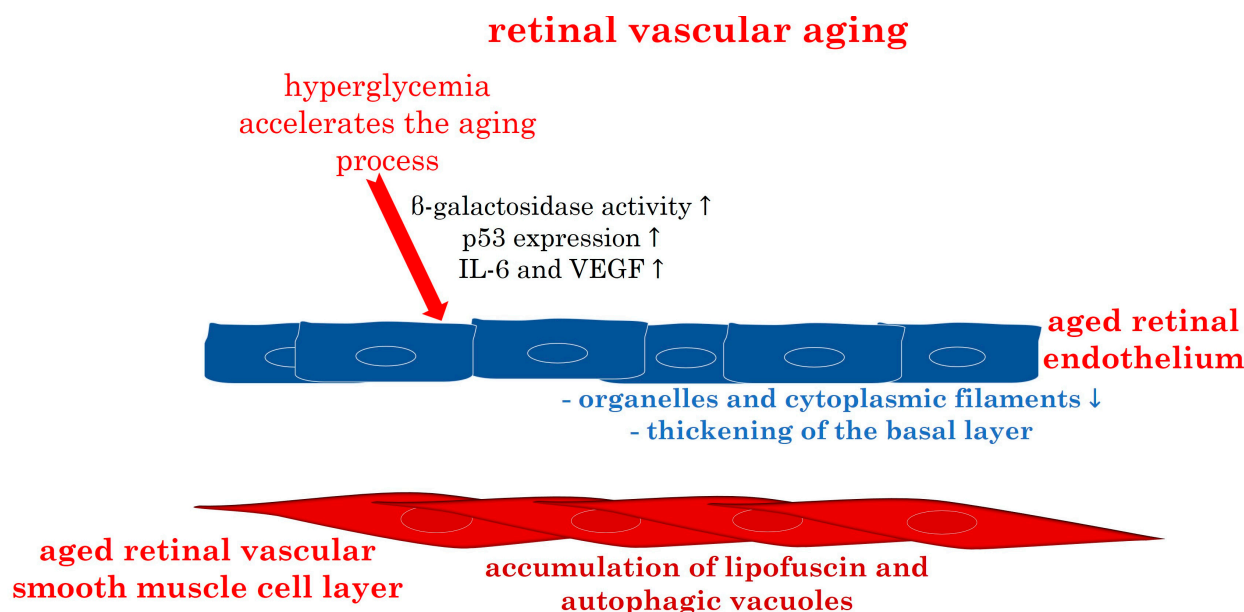 retinal vascular aging
hyperglycemia
accelerates the aging
process
β-galactosidase activity ↑
p53 expression ↑
IL-6 and VEGF ↑
aged retinal
endothelium
- organelles and cytoplasmic filaments ↓
- thickening of the basal layer
aged retinal vascular
smooth muscle cell layer
accumulation of lipofuscin and
autophagic vacuoles